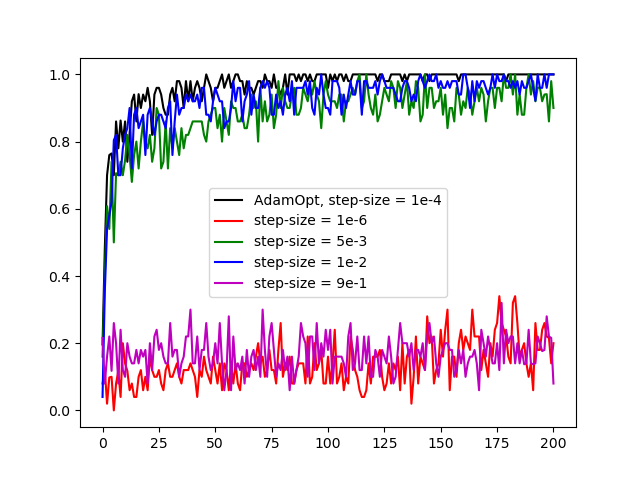 1.0
0.8
0.6
0.4
0.2
0.0
AdamOpt, step-size = 1e-4
step-size = 1e-6
step-size = 5e-3
step-size = 1e-2
step-size = 9e-1
0 25 50 75 100 125 150 175 200